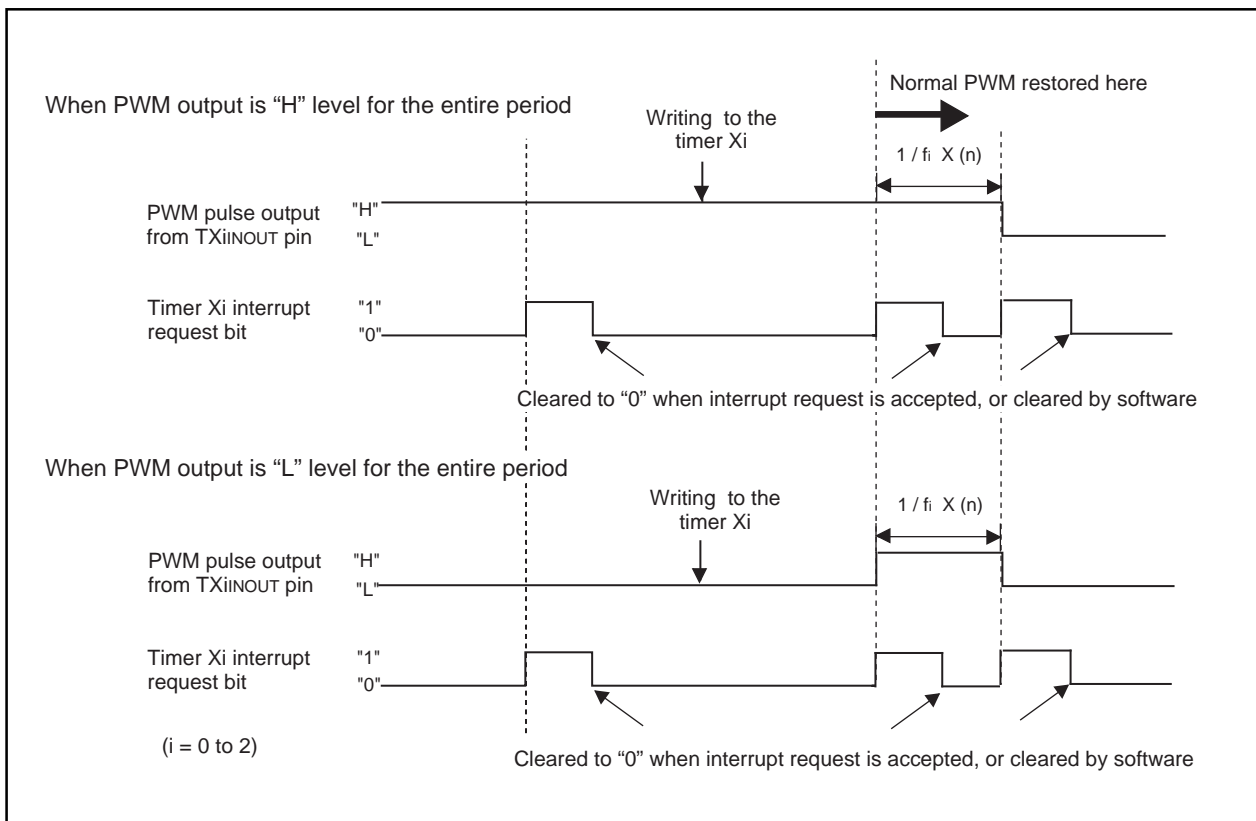 Normal PWM restored here
When PWM output is “H” level for the entire period
Writing to the
timer Xi
1 / fi X (n)
PWM pulse output
from TXiINOUT pin
"H"
"L"
Timer Xi interrupt
request bit
"1"
"0"
Cleared to “0” when interrupt request is accepted, or cleared by software
When PWM output is “L” level for the entire period
Writing to the
timer Xi
1 / fi X (n)
PWM pulse output
from TXiINOUT pin
"H"
"L"
Timer Xi interrupt
request bit
"1"
"0"
(i = 0 to 2)
Cleared to “0” when interrupt request is accepted, or cleared by software